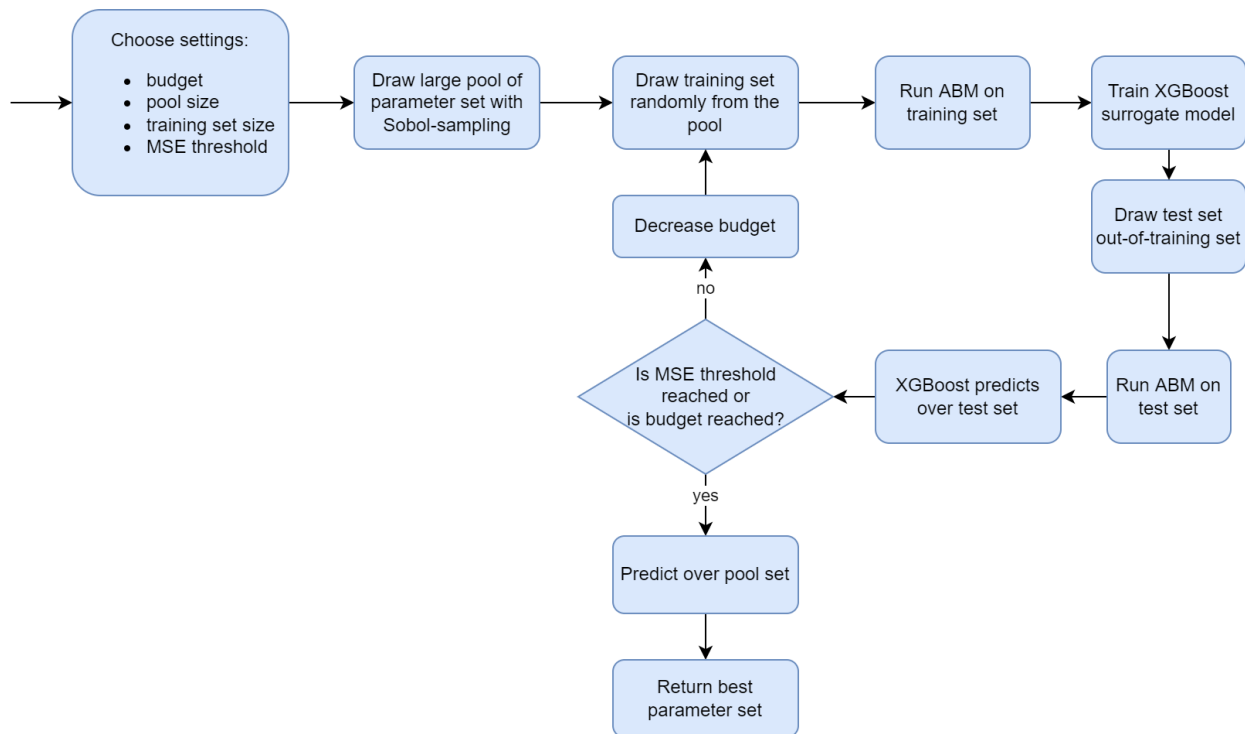 Choose settings:
• budget
• pool size
• training set size
• MSE threshold
Draw large pool of
parameter set with
Sobol-sampling
Draw training set
randomly from the
pool
Run ABM on
training set
Train XGBoost
surrogate model
Draw test set
out-of-training set
Run ABM on
test set
XGBoost predicts
over test set
Is MSE threshold
reached or
is budget reached?
no
Decrease budget
yes
Predict over pool set
Return best
parameter set